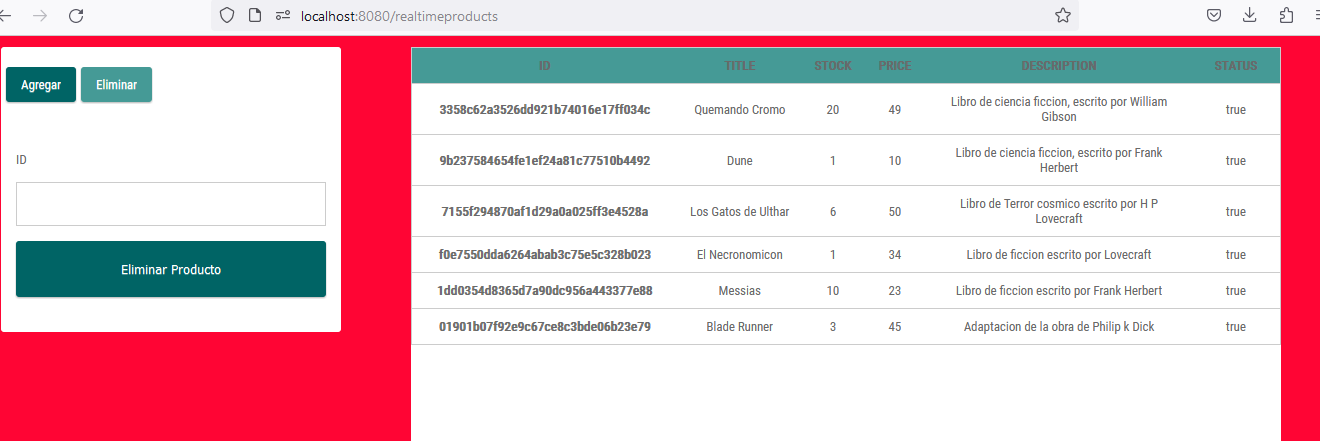 localhost:8080/realtimeproducts
Agregar Eliminar
ID
Eliminar Producto
ID TITLE STOCK PRICE DESCRIPTION STATUS
3358c62a3526dd921b74016e17ff034c Quemando Cromo 20 49 Libro de ciencia ficcion, escrito por William
Gibson true
9b237584654fe1ef24a81c77510b4492 Dune 1 10 Libro de ciencia ficcion, escrito por Frank
Herbert true
7155f294870af1d29a0a025ff3e4528a Los Gatos de Ulthar 6 50 Libro de Terror cosmico escrito por H P
Lovecraft true
f0e7550dda6264abab3c75e5c328b023 El Necronomicon 1 34 Libro de ficcion escrito por Lovecraft true
1dd0354d8365d7a90dc956a443377e88 Messias 10 23 Libro de ficcion escrito por Frank Herbert true
01901b07f92e9c67ce8c3bde06b23e79 Blade Runner 3 45 Adaptacion de la obra de Philip k Dick true